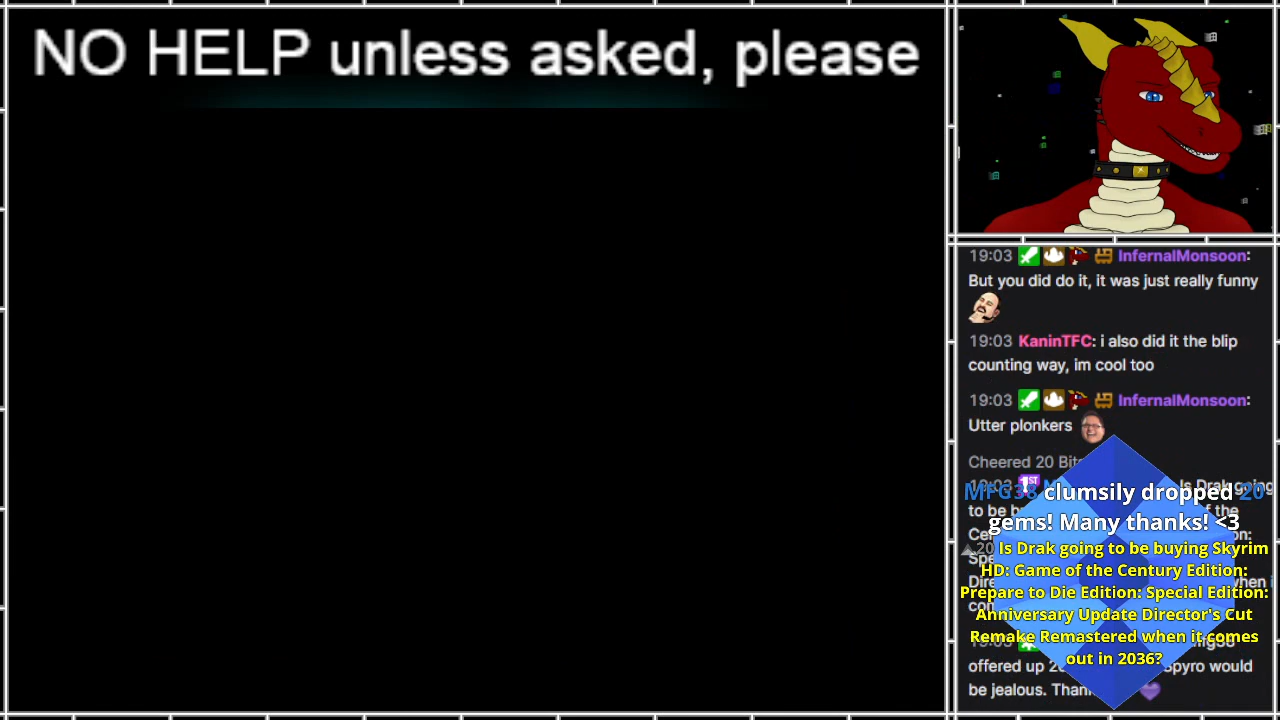 NO HELP unless asked, please
19:03 InfernalMonsoon:
But you did do it, it was just really funny
19:03 KaninTFC: i also did it the blip
counting way, im cool too
19:03 InfernalMonsoon:
Utter plonkers
Cheered 20 Bits
MFG38 clumsily dropped 20
gems! Many thanks! <3
20 Is Drak going to be buying Skyrim
HD: Game of the Century Edition:
Prepare to Die Edition: Special Edition:
Anniversary Update Director's Cut
Remake Remastered when it comes
out in 2036?
offered up 20
Spyro would
be jealous. Thank